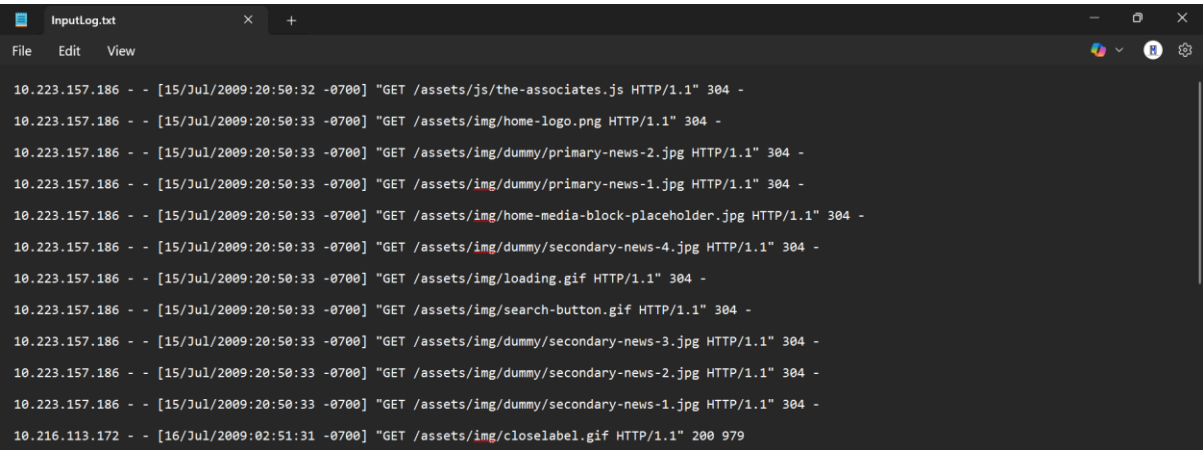 InputLog.txt
File Edit View
10.223.157.186 - - [15/Jul/2009:20:50:32 -0700] "GET /assets/js/the-associates.js HTTP/1.1" 304 -
10.223.157.186 - - [15/Jul/2009:20:50:33 -0700] "GET /assets/img/home-logo.png HTTP/1.1" 304 -
10.223.157.186 - - [15/Jul/2009:20:50:33 -0700] "GET /assets/img/dummy/primary-news-2.jpg HTTP/1.1" 304 -
10.223.157.186 - - [15/Jul/2009:20:50:33 -0700] "GET /assets/img/dummy/primary-news-1.jpg HTTP/1.1" 304 -
10.223.157.186 - - [15/Jul/2009:20:50:33 -0700] "GET /assets/img/home-media-block-placeholder.jpg HTTP/1.1" 304 -
10.223.157.186 - - [15/Jul/2009:20:50:33 -0700] "GET /assets/img/dummy/secondary-news-4.jpg HTTP/1.1" 304 -
10.223.157.186 - - [15/Jul/2009:20:50:33 -0700] "GET /assets/img/loading.gif HTTP/1.1" 304 -
10.223.157.186 - - [15/Jul/2009:20:50:33 -0700] "GET /assets/img/search-button.gif HTTP/1.1" 304 -
10.223.157.186 - - [15/Jul/2009:20:50:33 -0700] "GET /assets/img/dummy/secondary-news-3.jpg HTTP/1.1" 304 -
10.223.157.186 - - [15/Jul/2009:20:50:33 -0700] "GET /assets/img/dummy/secondary-news-2.jpg HTTP/1.1" 304 -
10.223.157.186 - - [15/Jul/2009:20:50:33 -0700] "GET /assets/img/dummy/secondary-news-1.jpg HTTP/1.1" 304 -
10.216.113.172 - - [16/Jul/2009:02:51:31 -0700] "GET /assets/img/closelabel.gif HTTP/1.1" 200 979